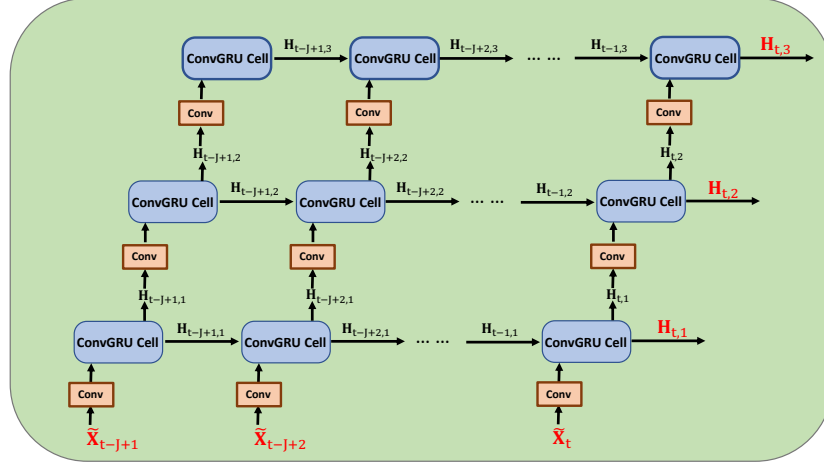 H_{t−J+1,3} H_{t−J+2,3} H_{t−1,3} H_{t,3}
ConvGRU Cell ConvGRU Cell … … ConvGRU Cell
Conv Conv Conv
H_{t−J+1,2} H_{t−J+2,2} H_{t,2}
H_{t−J+1,2} H_{t−J+2,2} H_{t−1,2} H_{t,2}
ConvGRU Cell ConvGRU Cell … … ConvGRU Cell
Conv Conv Conv
H_{t−J+1,1} H_{t−J+2,1} H_{t,1}
H_{t−J+1,1} H_{t−J+2,1} H_{t−1,1} H_{t,1}
ConvGRU Cell ConvGRU Cell … … ConvGRU Cell
Conv Conv Conv
X̃_{t−J+1} X̃_{t−J+2} X̃_t